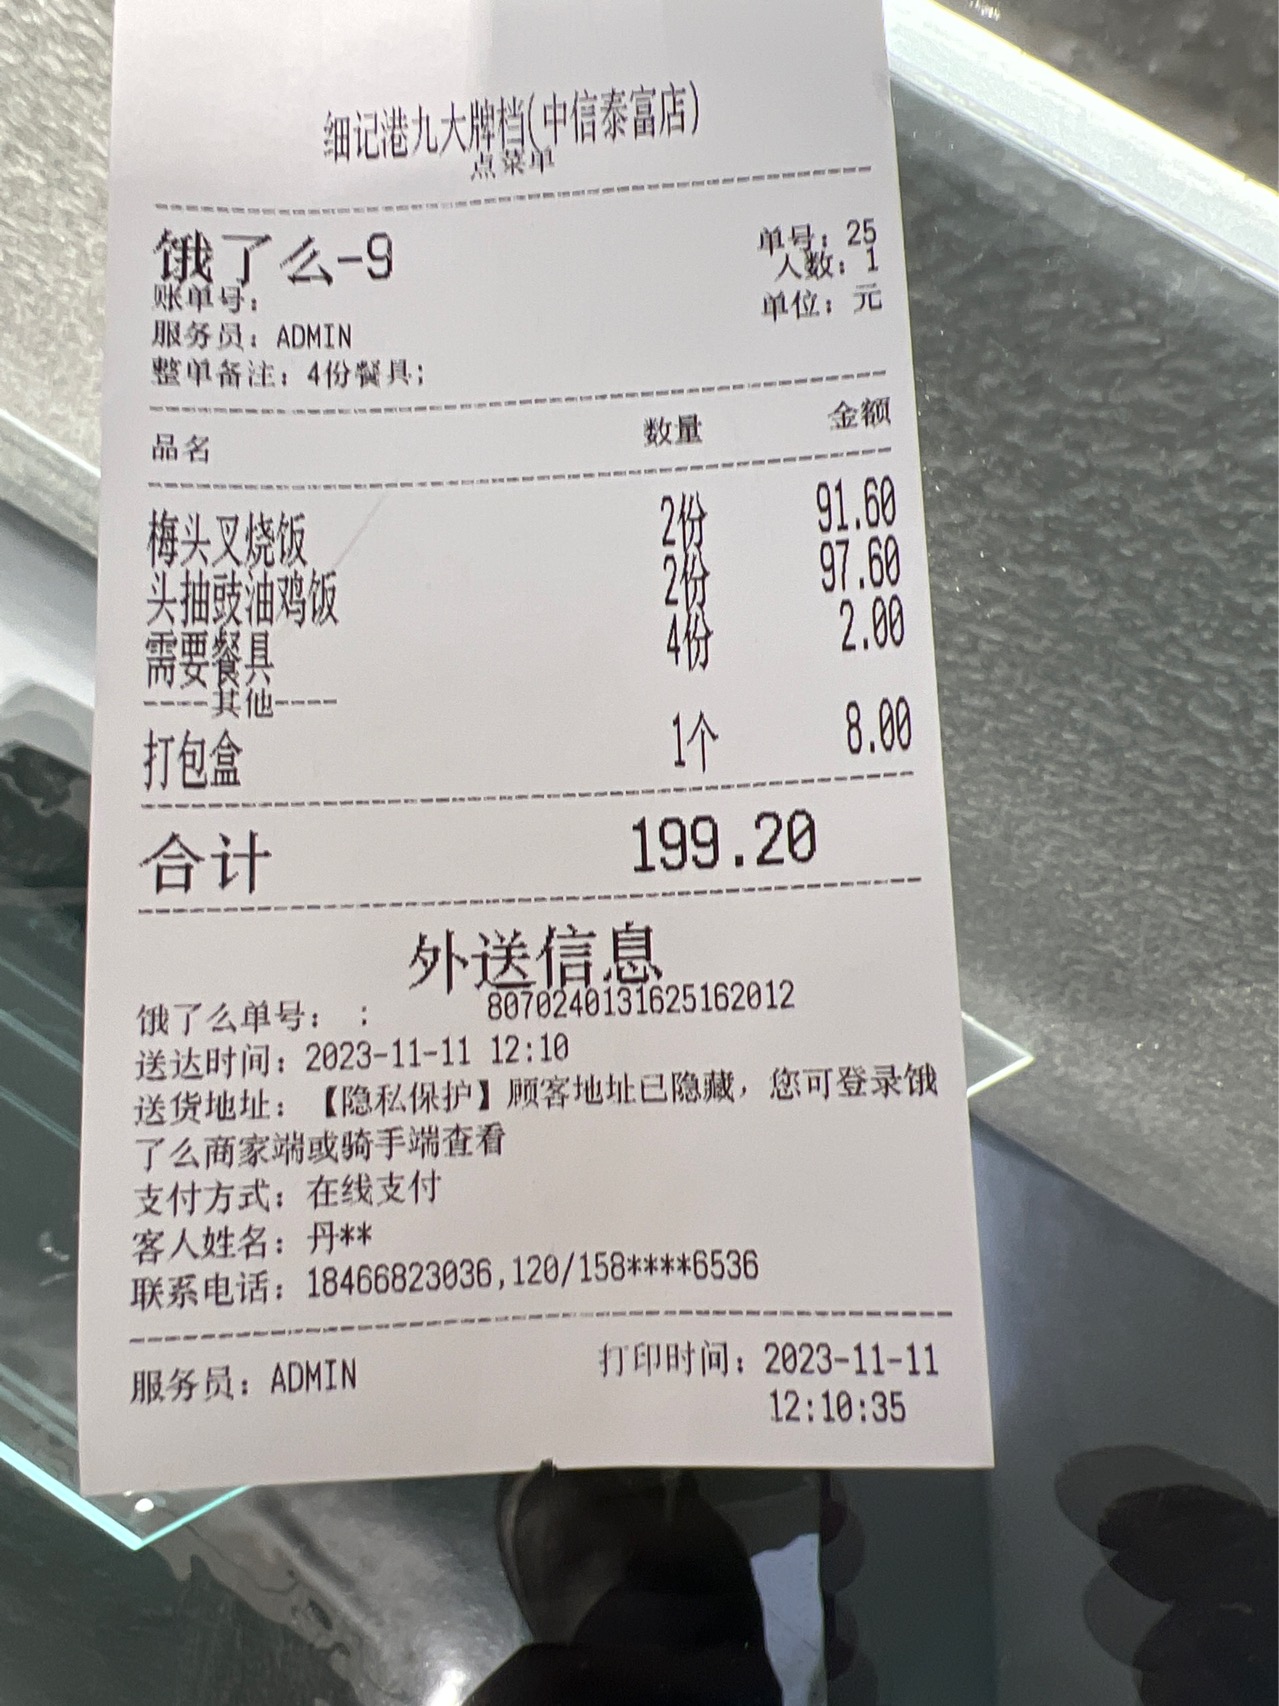 细记港九大牌档(中信泰富店)
点菜单
饿了么-9
单号：25
人数：1
账单号：
单位：元
服务员：ADMIN
整单备注：4份餐具;
品名 数量 金额
梅头叉烧饭 2份 91.60
头抽豉油鸡饭 2份 97.60
需要餐具 4份 2.00
----其他----
打包盒 1个 8.00
合计 199.20
外送信息
饿了么单号： : 8070240131625162012
送达时间：2023-11-11 12:10
送货地址：【隐私保护】顾客地址已隐藏，您可登录饿
了么商家端或骑手端查看
支付方式：在线支付
客人姓名：丹**
联系电话：18466823036,120/158****6536
服务员：ADMIN 打印时间：2023-11-11
12:10:35